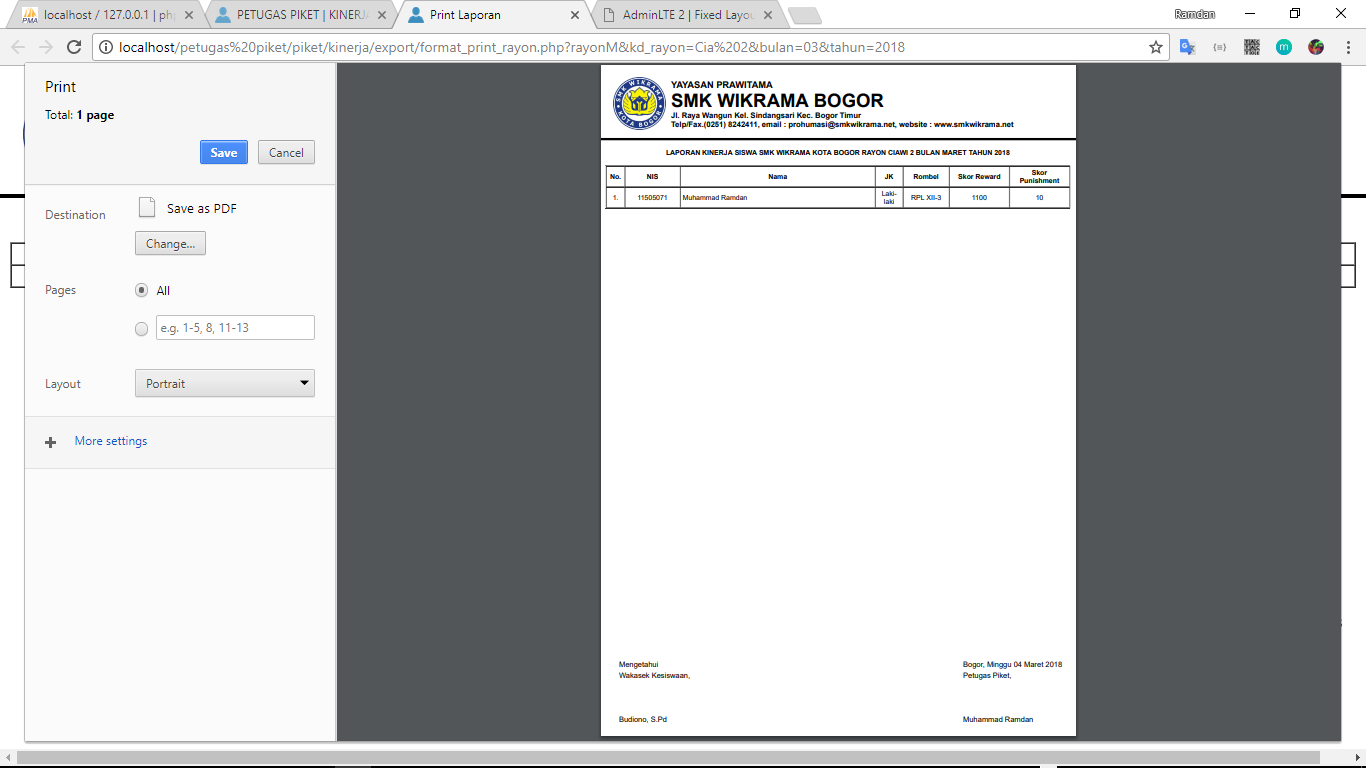 localhost / 127.0.0.1 | ph
PETUGAS PIKET | KINERJA
Print Laporan
AdminLTE 2 | Fixed Layou
Ramdan
localhost/petugas%20piket/piket/kinerja/export/format_print_rayon.php?rayonM&kd_rayon=Cia%202&bulan=03&tahun=2018
Print
Total: 1 page
Save
Cancel
Destination
Save as PDF
Change...
Pages
All
e.g. 1-5, 8, 11-13
Layout
Portrait
More settings
SMK WIKRAMA
KOTA BOGOR
YAYASAN PRAWITAMA
SMK WIKRAMA BOGOR
Jl. Raya Wangun Kel. Sindangsari Kec. Bogor Timur
Telp/Fax.(0251) 8242411, email : prohumasi@smkwikrama.net, website : www.smkwikrama.net
LAPORAN KINERJA SISWA SMK WIKRAMA KOTA BOGOR RAYON CIAWI 2 BULAN MARET TAHUN 2018
No. NIS Nama JK Rombel Skor Reward Skor Punishment
1. 11505071 Muhammad Ramdan Laki-laki RPL XII-3 1100 10
Mengetahui
Wakasek Kesiswaan,
Budiono, S.Pd
Bogor, Minggu 04 Maret 2018
Petugas Piket,
Muhammad Ramdan